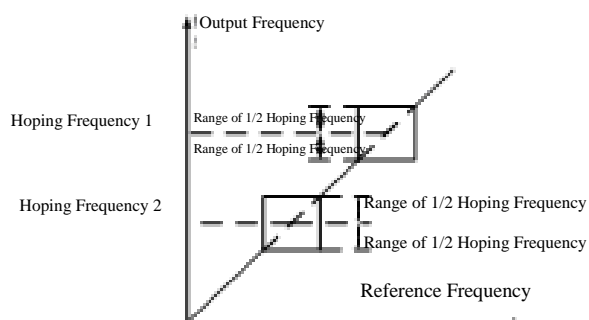 Output Frequency
Hoping Frequency 1
Range of 1/2 Hoping Frequency
Range of 1/2 Hoping Frequency
Hoping Frequency 2
Range of 1/2 Hoping Frequency
Range of 1/2 Hoping Frequency
Reference Frequency